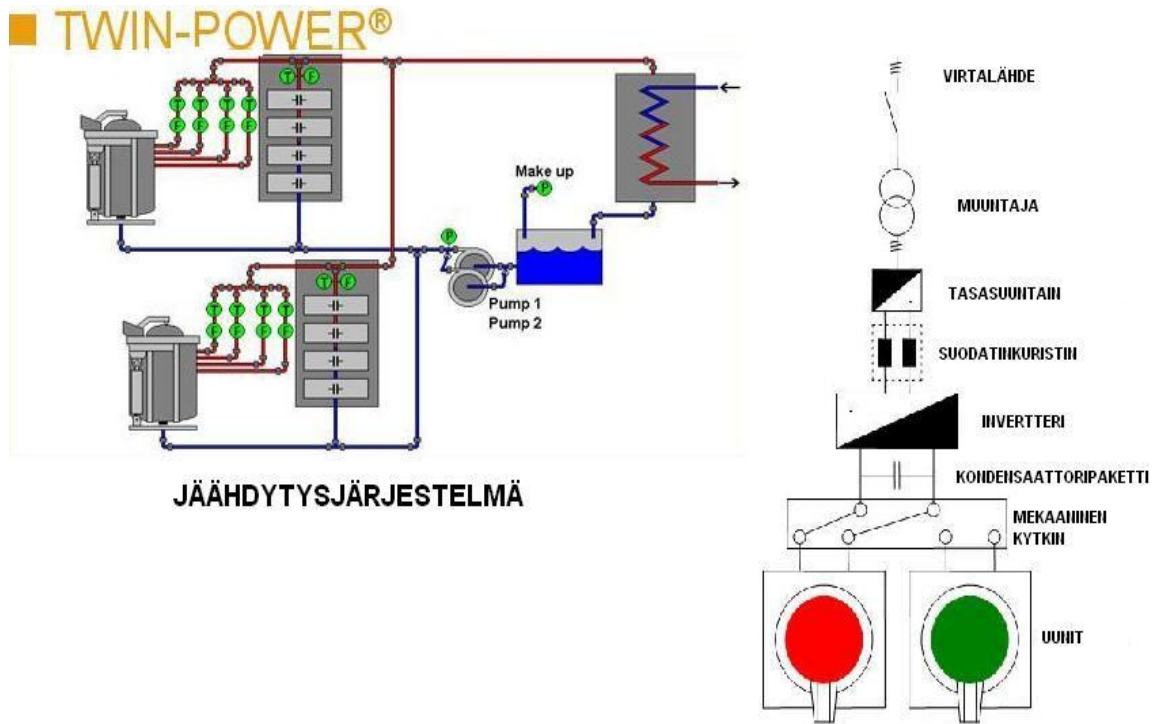 TWIN-POWER®
T F
T T T T
F F F F
Make up
P
P
Pump 1
Pump 2
T F
T T T T
F F F F
JÄÄHDYTYSJÄRJESTELMÄ
VIRTALÄHDE
MUUNTAJA
TASASUUNTAIN
SUODATINKURISTIN
INVERTTERI
KONDENSAATTORIPAKETTI
MEKAANINEN
KYTKIN
UUNIT